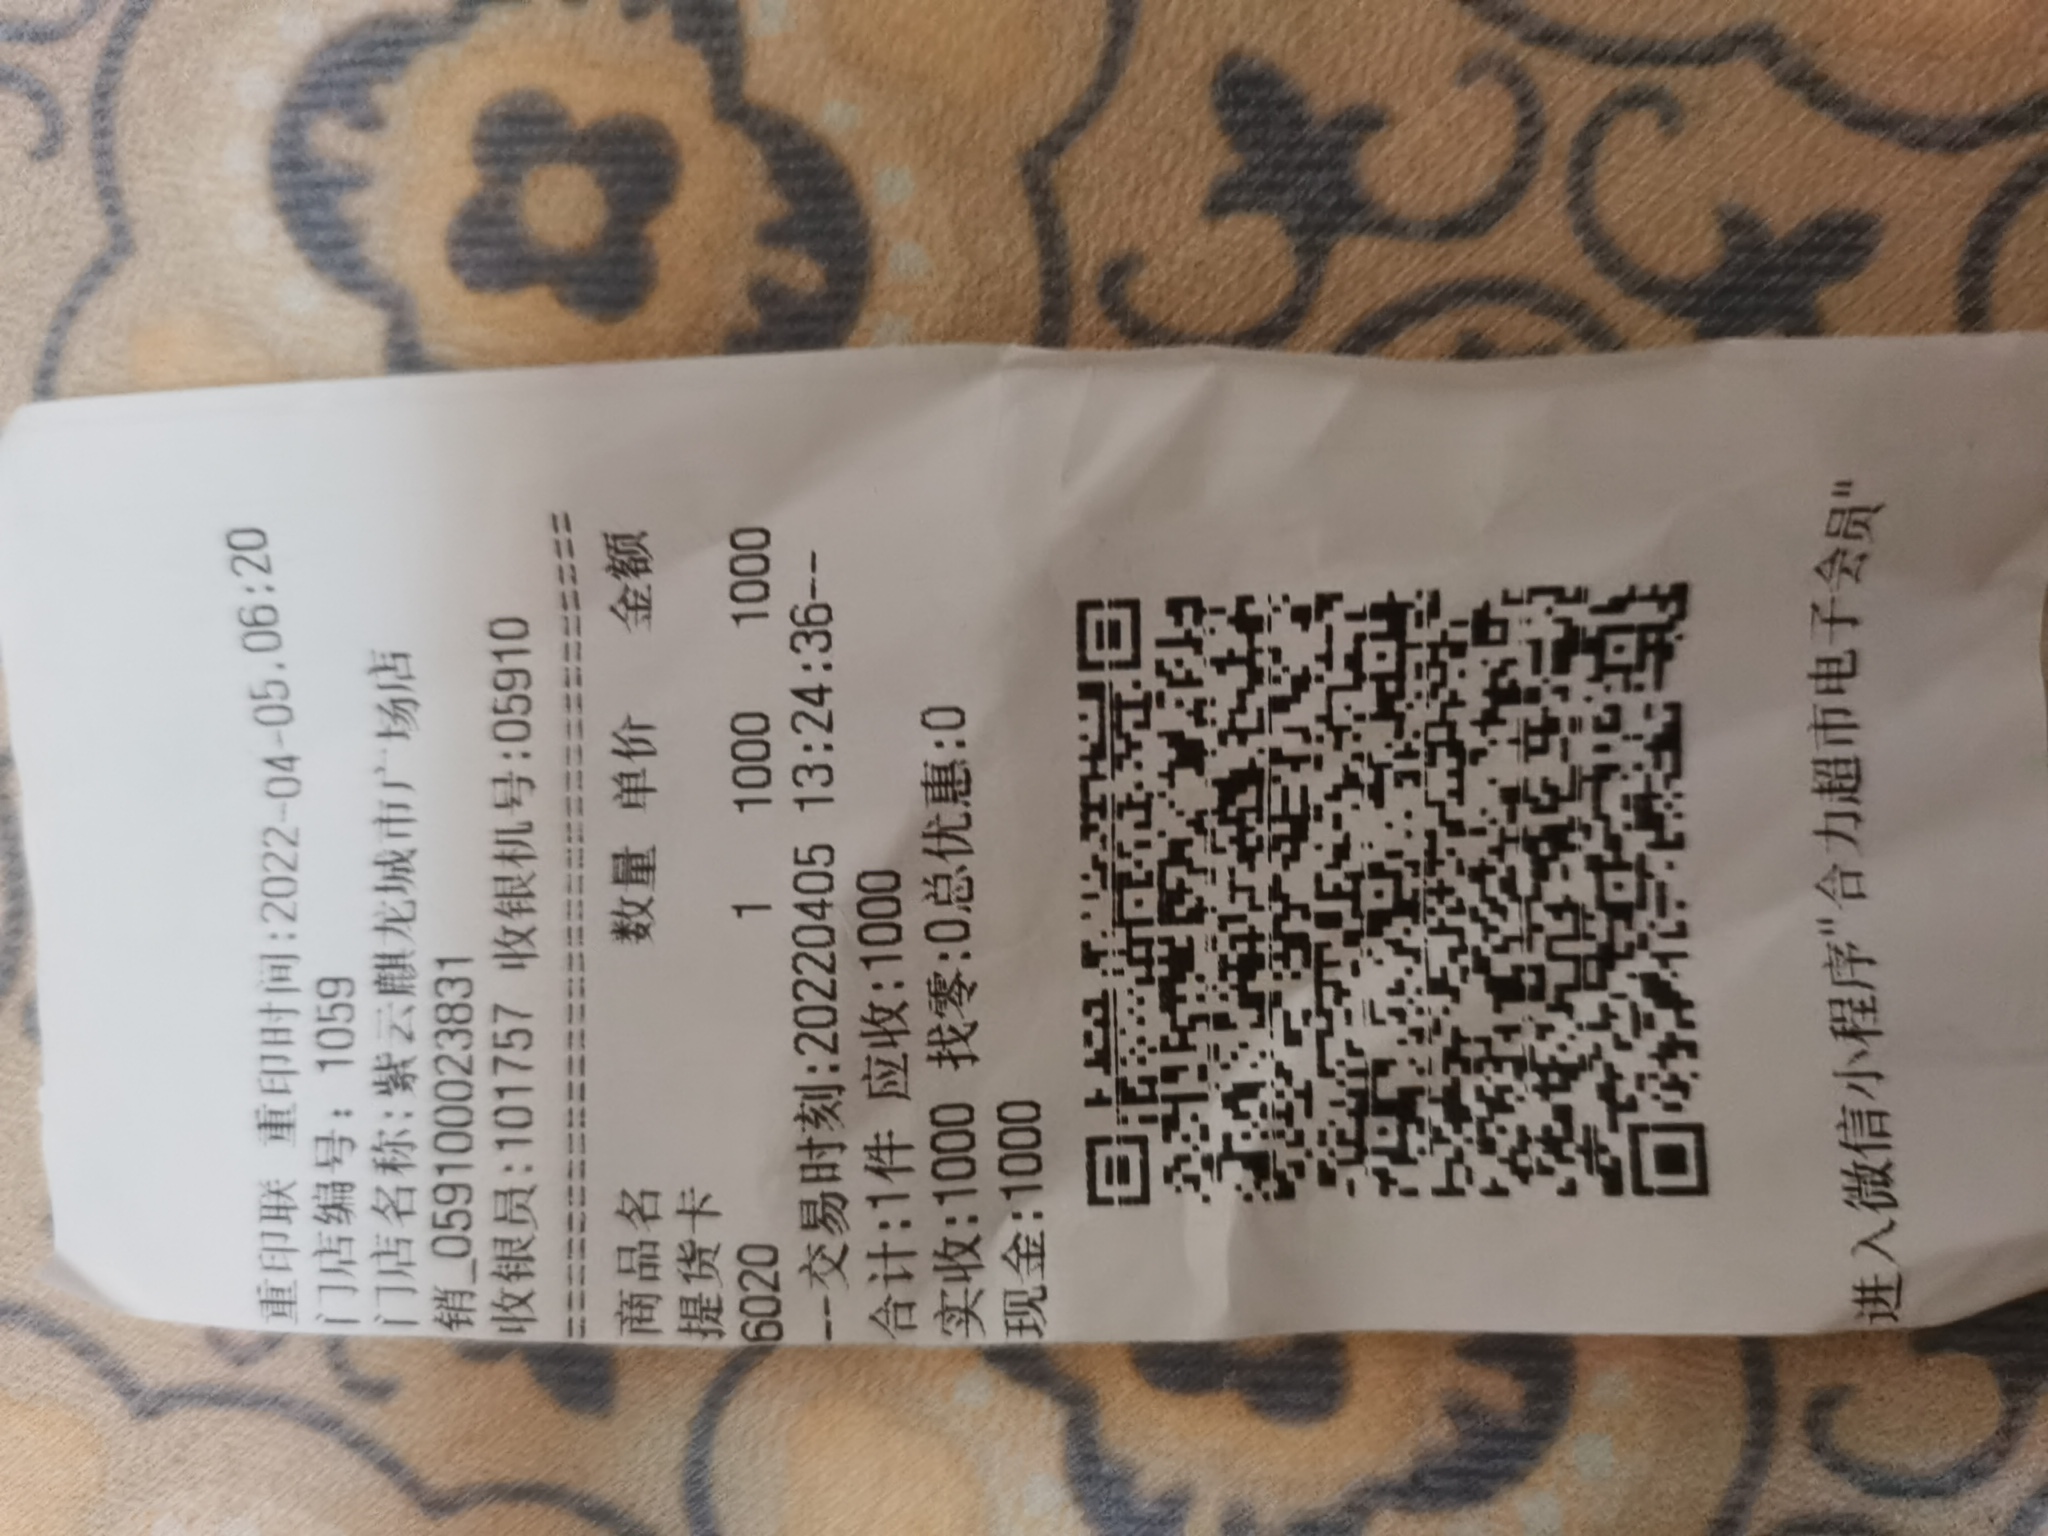 重印联 重印时间:2022-04-05.06:20
门店编号: 1059
门店名称:紫云麒龙城市广场店
销_0591000023831
收银员:101757 收银机号:05910
================================
商品名 数量 单价 金额
提货卡
6020 1 1000 1000
--交易时刻:20220405 13:24:36--
合计:1件 应收:1000
实收:1000 找零:0总优惠:0
现金:1000
进入微信小程序"合力超市电子会员"